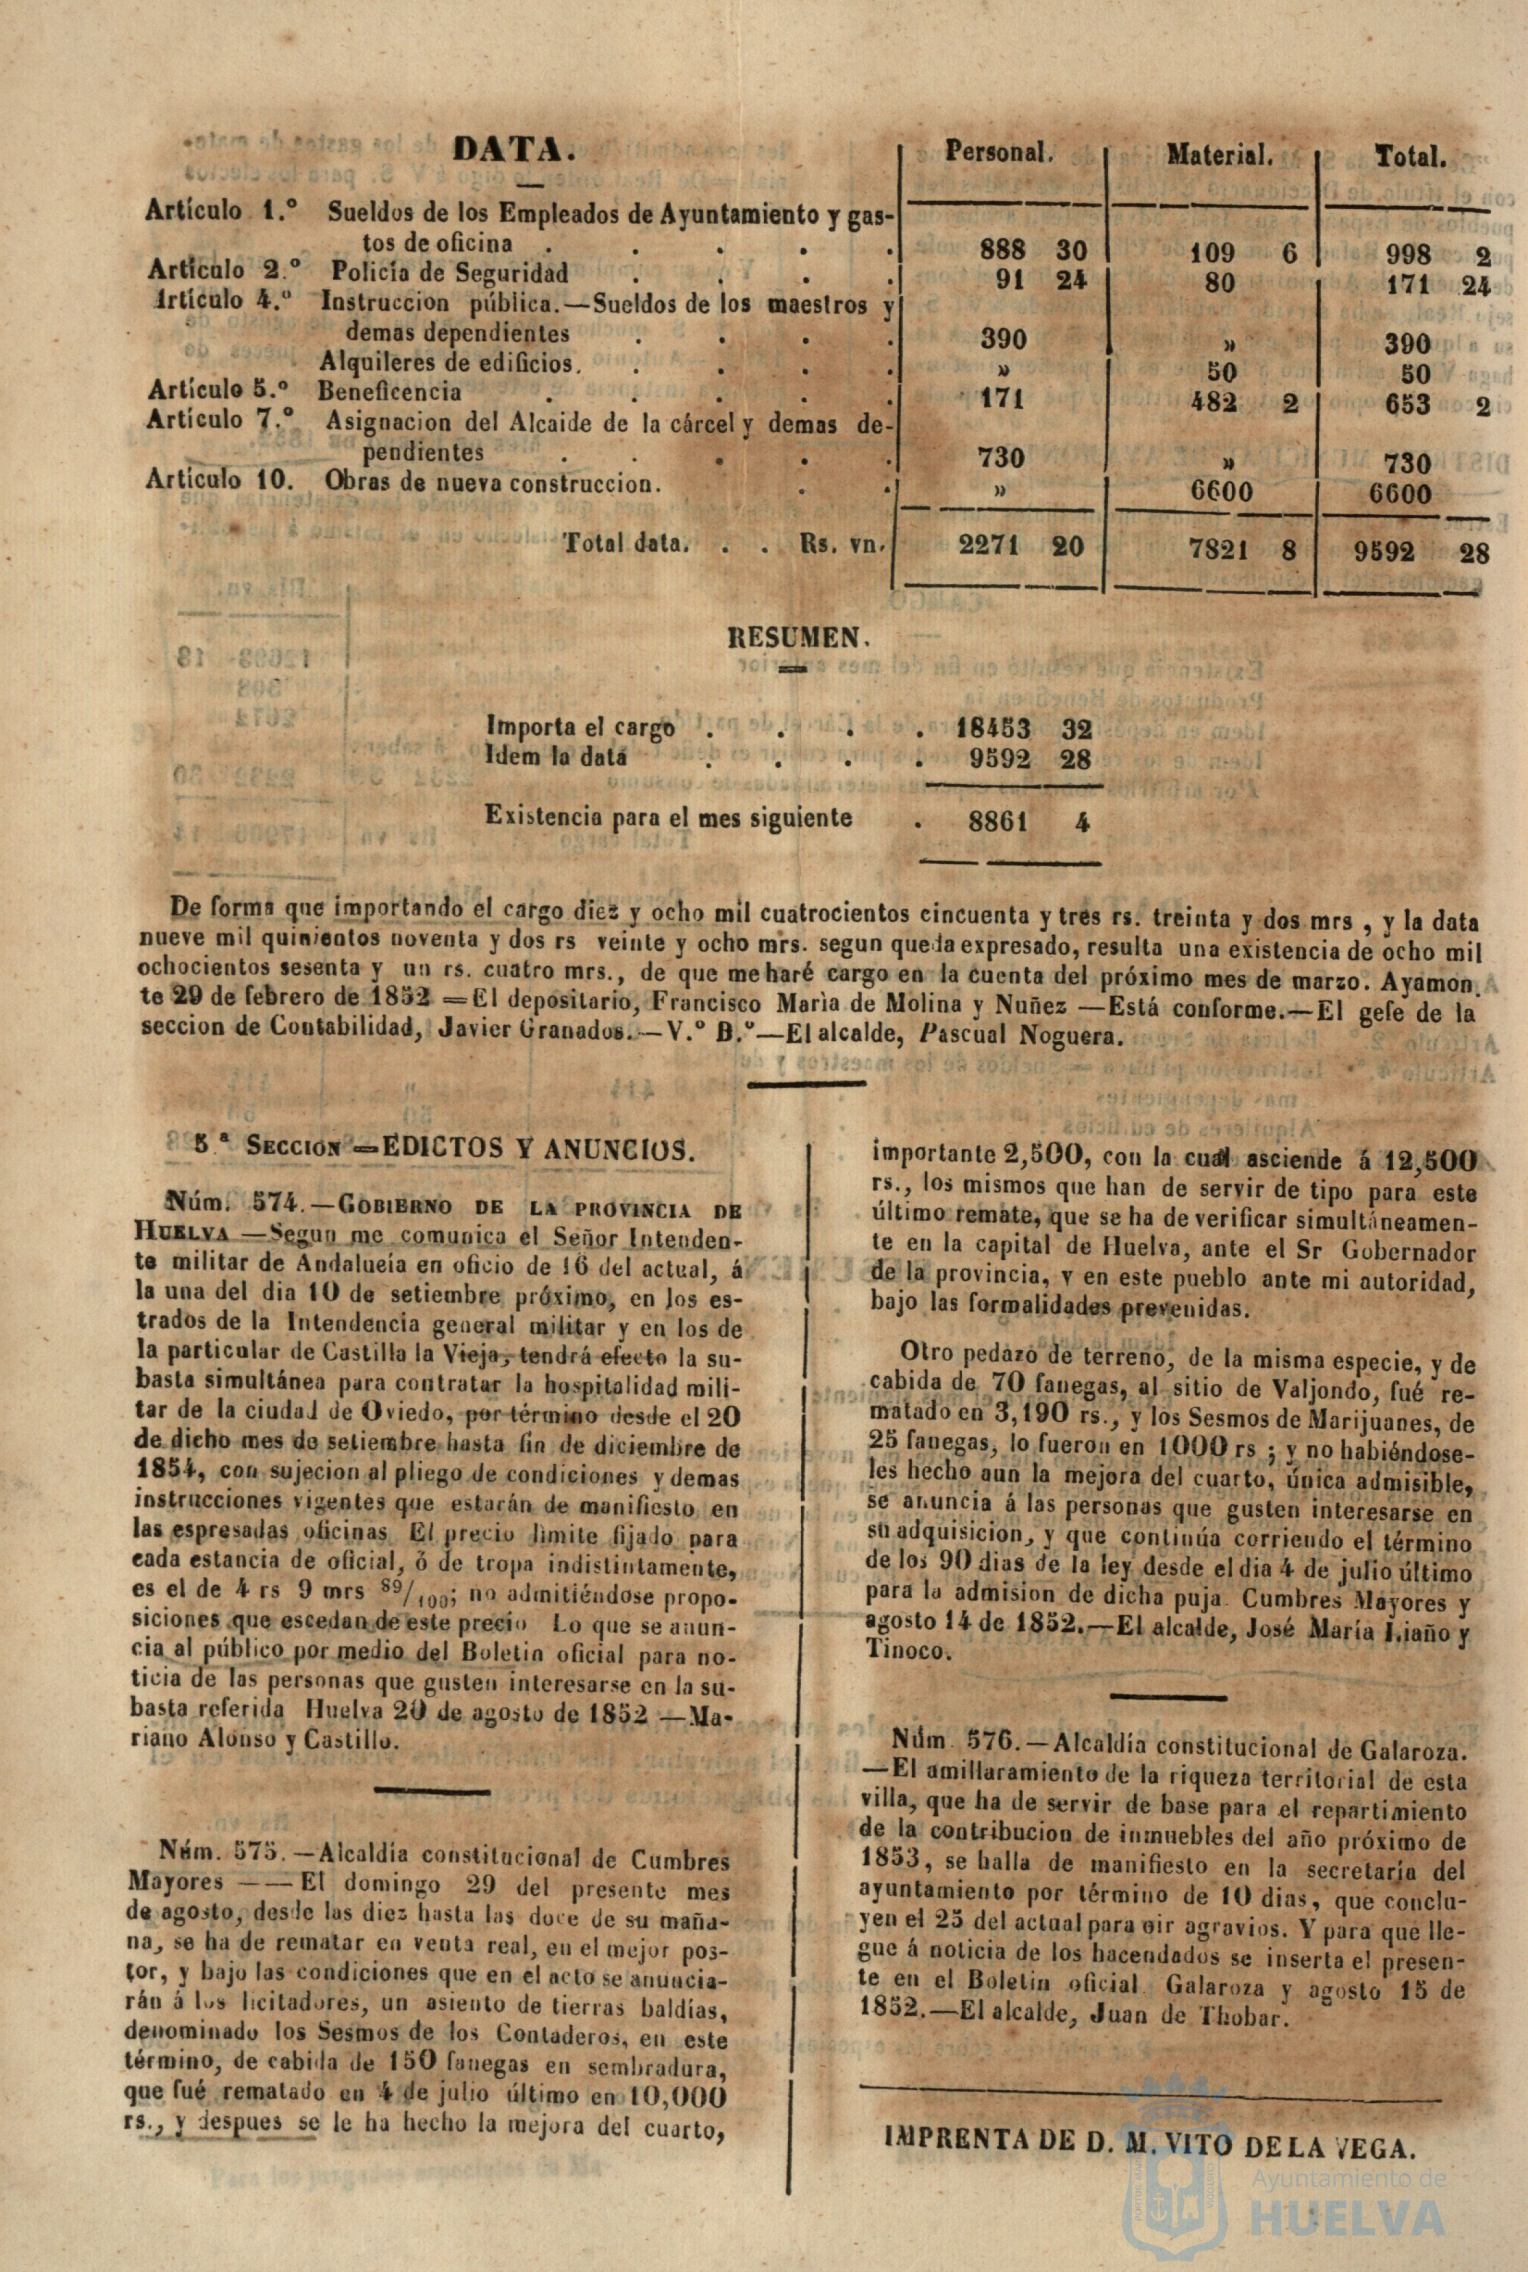 DATA.
Personal. Material. Total.
Artículo 1.º Sueldos de los Empleados de Ayuntamiento y gas-
tos de oficina . . . . . 888 30 109 6 998 2
Artículo 2.º Policía de Seguridad . . . . 91 24 80 171 24
Artículo 4.º Instruccion pública.—Sueldos de los maestros y
demas dependientes . . . . 390 » 390
Alquileres de edificios. . . . . » 50 50
Artículo 5.º Beneficencia . . . . . 171 482 2 653 2
Artículo 7.º Asignacion del Alcaide de la cárcel y demas de-
pendientes . . . . . 730 » 730
Artículo 10. Obras de nueva construccion. . . » 6600 6600
Total data. . . Rs. vn. 2271 20 7821 8 9592 28
RESUMEN.
Importa el cargo . . . . 18453 32
Idem la data . . . . 9592 28
Existencia para el mes siguiente . 8861 4
De forma que importando el cargo diez y ocho mil cuatrocientos cincuenta y tres rs. treinta y dos mrs , y la data
nueve mil quinientos noventa y dos rs veinte y ocho mrs. segun queda expresado, resulta una existencia de ocho mil
ochocientos sesenta y un rs. cuatro mrs., de que me haré cargo en la cuenta del próximo mes de marzo. Ayamon.
te 29 de febrero de 1852 =El depositario, Francisco María de Molina y Nuñez —Está conforme.—El gefe de la
seccion de Contabilidad, Javier Granados.—V.º B.º—El alcalde, Pascual Noguera.
5.ª SECCION =EDICTOS Y ANUNCIOS.
Núm. 574.—GOBIERNO DE LA PROVINCIA DE
HUELVA —Segun me comunica el Señor Intenden-
te militar de Andalucía en oficio de 16 del actual, á
la una del dia 10 de setiembre próximo, en los es-
trados de la Intendencia general militar y en los de
la particular de Castilla la Vieja, tendrá efecto la su-
basta simultánea para contratar la hospitalidad mili-
tar de la ciudad de Oviedo, por término desde el 20
de dicho mes de setiembre hasta fin de diciembre de
1854, con sujecion al pliego de condiciones y demas
instrucciones vigentes que estarán de manifiesto en
las espresadas oficinas El precio límite fijado para
cada estancia de oficial, ó de tropa indistintamente,
es el de 4 rs 9 mrs 89/100; no admitiéndose propo-
siciones que escedan de este precio Lo que se anun-
cia al público por medio del Boletin oficial para no-
ticia de las personas que gusten interesarse en la su-
basta referida Huelva 20 de agosto de 1852 —Ma-
riano Alonso y Castillo.
Núm. 575.—Alcaldía constitucional de Cumbres
Mayores ——El domingo 29 del presente mes
de agosto, desde las diez hasta las doce de su maña-
na, se ha de rematar en venta real, en el mejor pos-
tor, y bajo las condiciones que en el acto se anuncia-
rán á los licitadores, un asiento de tierras baldías,
denominado los Sesmos de los Contaderos, en este
término, de cabida de 150 fanegas en sembradura,
que fué rematado en 4 de julio último en 10,000
rs., y despues se le ha hecho la mejora del cuarto,
importante 2,500, con la cual asciende á 12,500
rs., los mismos que han de servir de tipo para este
último remate, que se ha de verificar simultáneamen-
te en la capital de Huelva, ante el Sr Gobernador
de la provincia, y en este pueblo ante mi autoridad,
bajo las formalidades prevenidas.
Otro pedazo de terreno, de la misma especie, y de
cabida de 70 fanegas, al sitio de Valjondo, fué re-
matado en 3,190 rs., y los Sesmos de Marijuanes, de
25 fanegas, lo fueron en 1000 rs ; y no habiéndose-
les hecho aun la mejora del cuarto, única admisible,
se anuncia á las personas que gusten interesarse en
su adquisicion, y que continúa corriendo el término
de los 90 dias de la ley desde el dia 4 de julio último
para la admision de dicha puja. Cumbres Mayores y
agosto 14 de 1852.—El alcalde, José María Liaño y
Tinoco.
Núm. 576.—Alcaldía constitucional de Galaroza.
—El amillaramiento de la riqueza territorial de esta
villa, que ha de servir de base para el repartimiento
de la contribucion de inmuebles del año próximo de
1853, se halla de manifiesto en la secretaría del
ayuntamiento por término de 10 dias, que conclu-
yen el 25 del actual para oir agravios. Y para que lle-
gue á noticia de los hacendados se inserta el presen-
te en el Boletin oficial. Galaroza y agosto 15 de
1852.—El alcalde, Juan de Thobar.
IMPRENTA DE D. M. VITO DE LA VEGA.
Ayuntamiento de
HUELVA